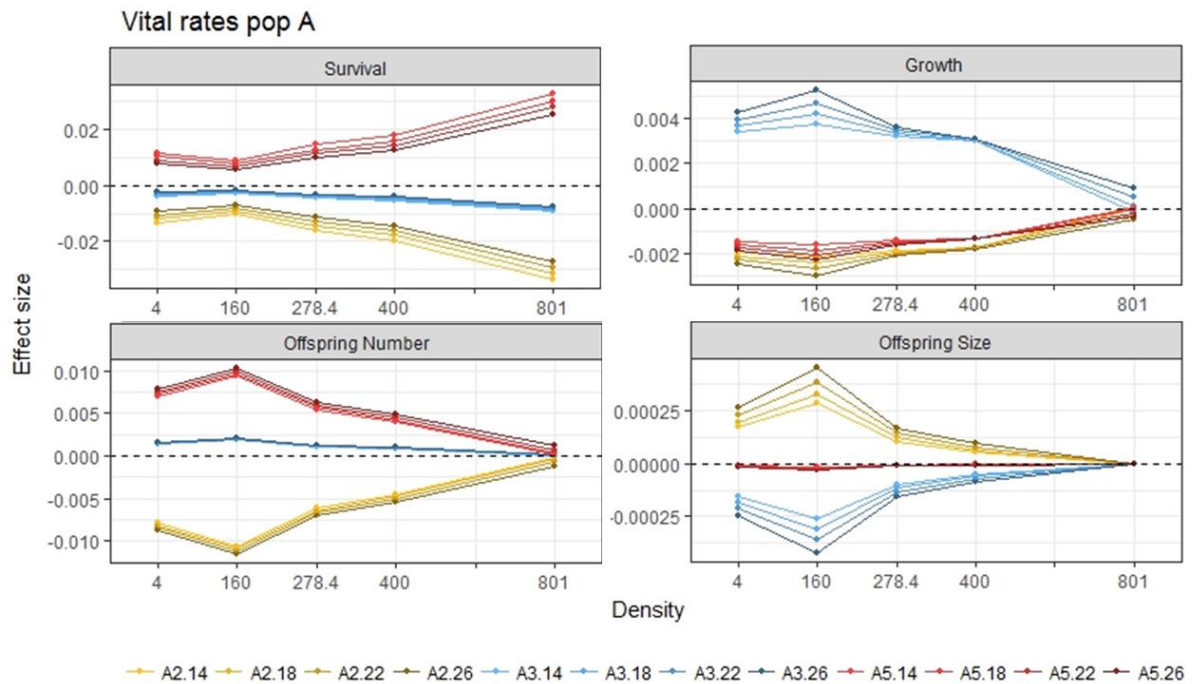 Vital rates pop A
Survival
Growth
0.02
0.00
-0.02
0.004
0.002
0.000
-0.002
4 160 278.4 400 801
4 160 278.4 400 801
Effect size
Offspring Number
Offspring Size
0.010
0.005
0.000
-0.005
-0.010
0.00025
0.00000
-0.00025
4 160 278.4 400 801
4 160 278.4 400 801
Density
A2.14 A2.18 A2.22 A2.26 A3.14 A3.18 A3.22 A3.26 A5.14 A5.18 A5.22 A5.26